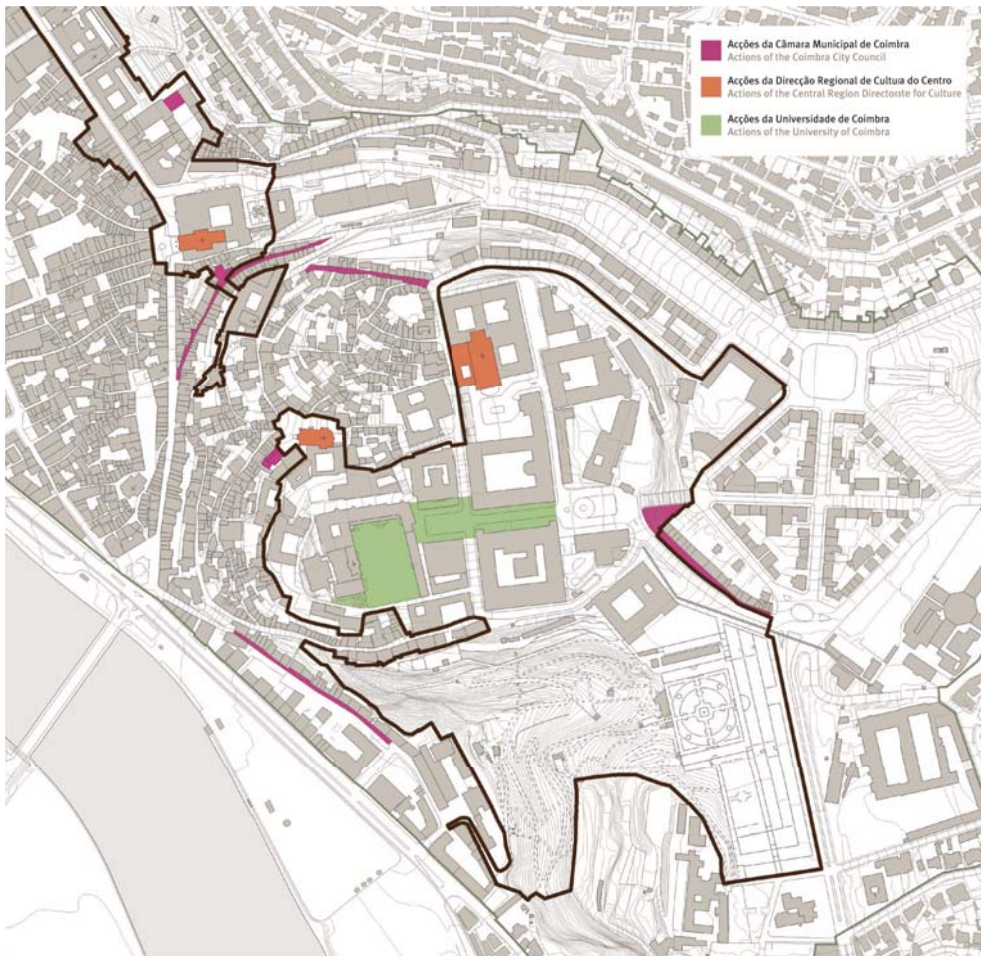 Acções da Câmara Municipal de Coimbra
Actions of the Coimbra City Council
Acções da Direcção Regional de Cultura do Centro
Actions of the Central Region Directorate for Culture
Acções da Universidade de Coimbra
Actions of the University of Coimbra